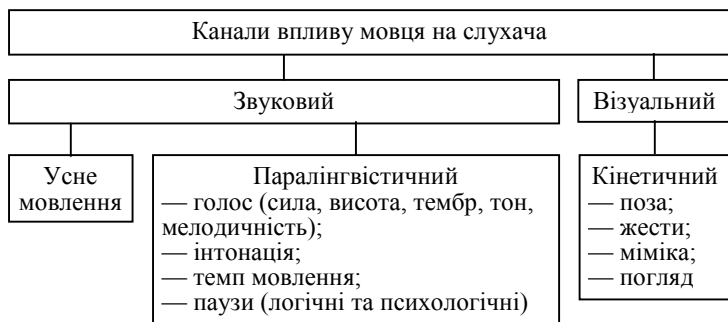 Канали впливу мовця на слухача
Звуковий
Візуальний
Усне
мовлення
Паралінгвістичний
— голос (сила, висота, тембр, тон,
мелодичність);
— інтонація;
— темп мовлення;
— паузи (логічні та психологічні)
Кінетичний
— поза;
— жести;
— міміка;
— погляд